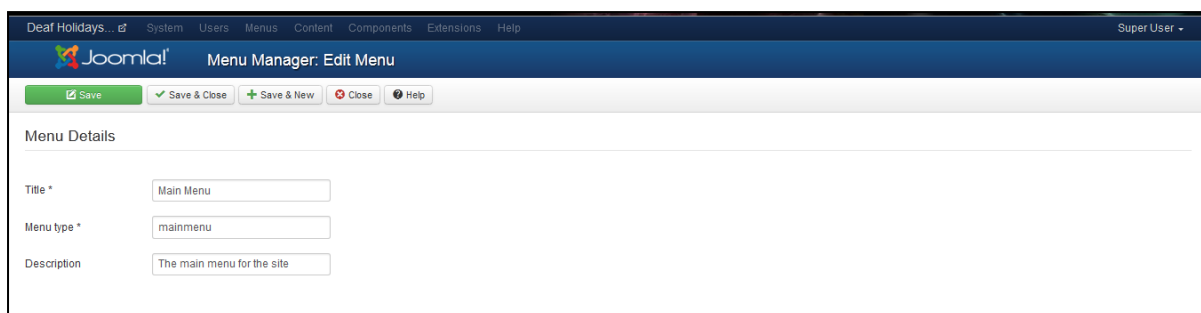 Deaf Holidays... System Users Menus Content Components Extensions Help Super User
Joomla!® Menu Manager: Edit Menu
Save Save & Close Save & New Close Help
Menu Details
Title * Main Menu
Menu type * mainmenu
Description The main menu for the site